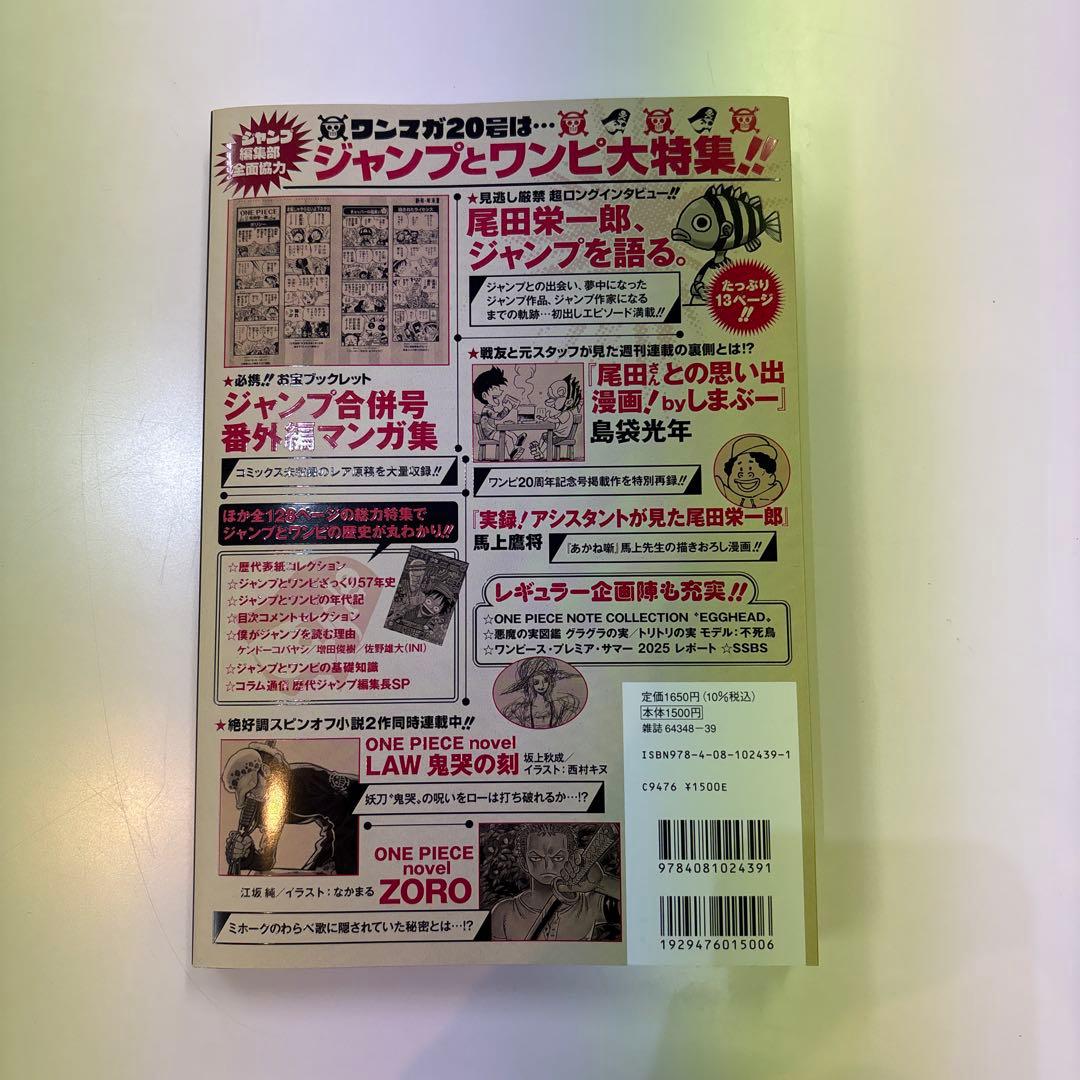 ジャンプ
編集部
全面協力
ワンマガ20号は…
ジャンプとワンピ大特集!!
ONE PIECE
★必携!! お宝ブックレット
ジャンプ合併号
番外編マンガ集
コミックス未収録のレア原稿を大量収録!!
★見逃し厳禁 超ロングインタビュー!!
尾田栄一郎、
ジャンプを語る。
ジャンプとの出会い、夢中になった
ジャンプ作品、ジャンプ作家になる
までの軌跡…初出しエピソード満載!!
たっぷり
13ページ
!!
★戦友と元スタッフが見た週刊連載の裏側とは!?
『尾田さんとの思い出
漫画!byしまぶー』
島袋光年
ワンピ20周年記念号掲載作を特別再録!!
『実録!アシスタントが見た尾田栄一郎』
馬上鷹将
『あかね噺』馬上先生の描きおろし漫画!!
ほか全128ページの総力特集で
ジャンプとワンピの歴史が丸わかり!!
☆歴代表紙コレクション
☆ジャンプとワンピざっくり57年史
☆ジャンプとワンピの年代記
☆目次コメントセレクション
☆僕がジャンプを読む理由
ケンドーコバヤシ/増田俊樹/佐野雄大(INI)
☆ジャンプとワンピの基礎知識
☆コラム通信 歴代ジャンプ編集長SP
レギュラー企画陣も充実!!
☆ONE PIECE NOTE COLLECTION “EGGHEAD„
☆悪魔の実図鑑 グラグラの実/トリトリの実 モデル:不死鳥
☆ワンピース・プレミア・サマー 2025 レポート ☆SSBS
★絶好調スピンオフ小説2作同時連載中!!
ONE PIECE novel
LAW 鬼哭の刻
坂上秋成/
イラスト:西村キヌ
妖刀“鬼哭„の呪いをローは打ち破れるか…!?
ONE PIECE
novel
ZORO
江坂 純/イラスト:なかまる
ミホークのわらべ歌に隠されていた秘密とは…!?
定価1650円(10%税込)
本体1500円
雑誌 64348-39
ISBN978-4-08-102439-1
C9476 ¥1500E
9784081024391
1929476015006